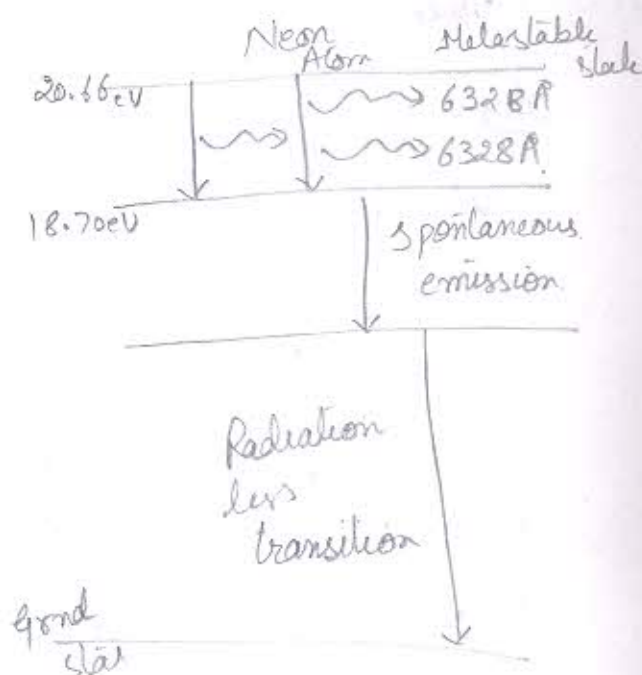 Neon
Atom
Metastable
state
20.66eV
6328Å
6328Å
18.70eV
spontaneous
emission
Radiation
less
transition
Grnd
stat